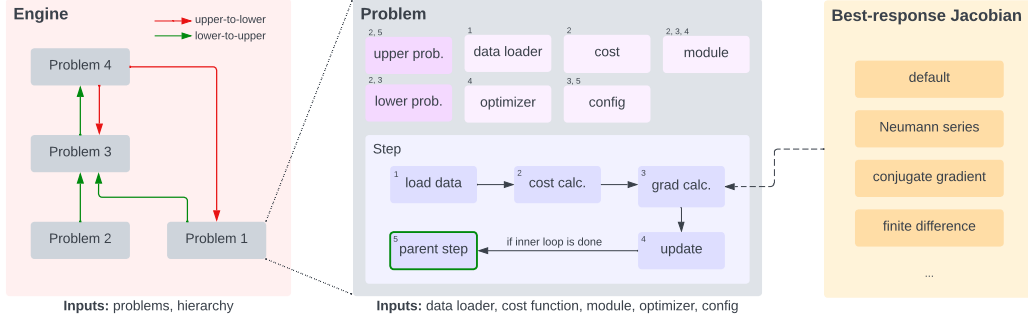 Engine
upper-to-lower
lower-to-upper
Problem 4
Problem 3
Problem 2
Problem 1
Inputs: problems, hierarchy
Problem
2, 5
upper prob.
1
data loader
2
cost
2, 3, 4
module
2, 3
lower prob.
4
optimizer
3, 5
config
Step
1
load data
2
cost calc.
3
grad calc.
5
parent step
if inner loop is done
4
update
Inputs: data loader, cost function, module, optimizer, config
Best-response Jacobian
default
Neumann series
conjugate gradient
finite difference
...